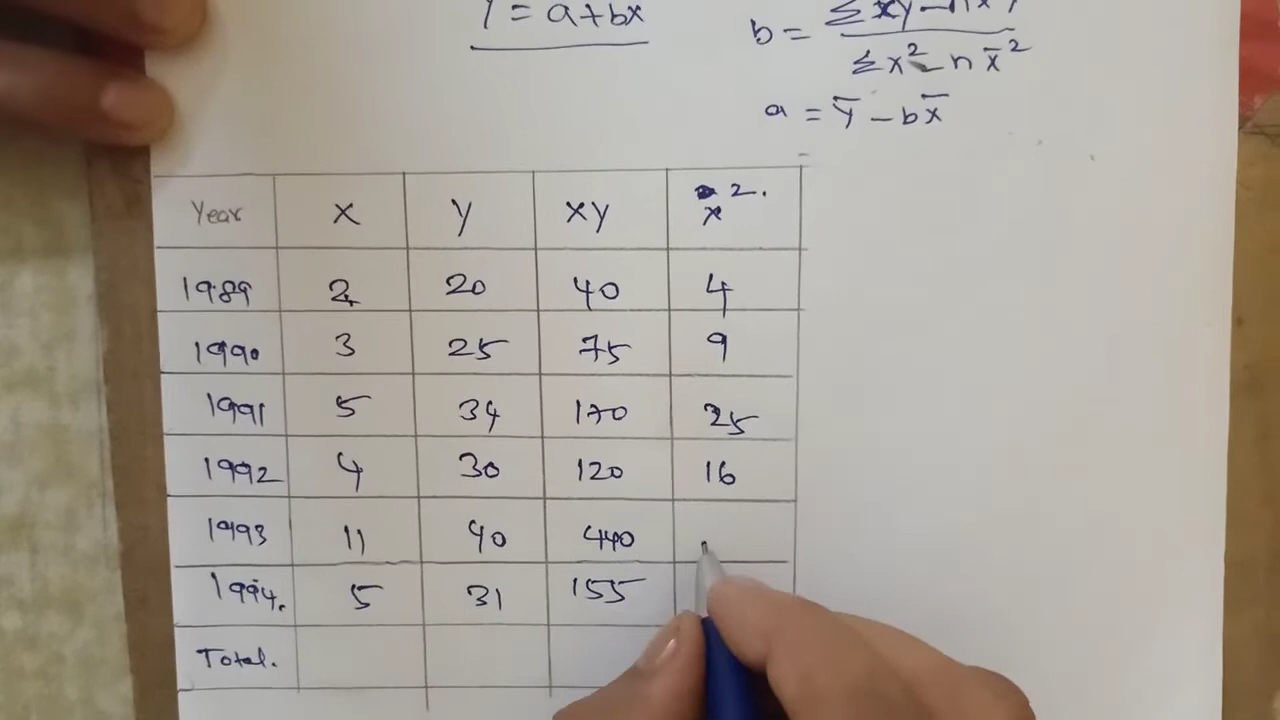 Y = a+bx
b = Σxy-nx̄ȳ
Σx² - n x̄²
a = ȳ - bx̄
Year x y xy x².
1989 2 20 40 4
1990 3 25 75 9
1991 5 34 170 25
1992 4 30 120 16
1993 11 40 440
1994. 5 31 155
Total.